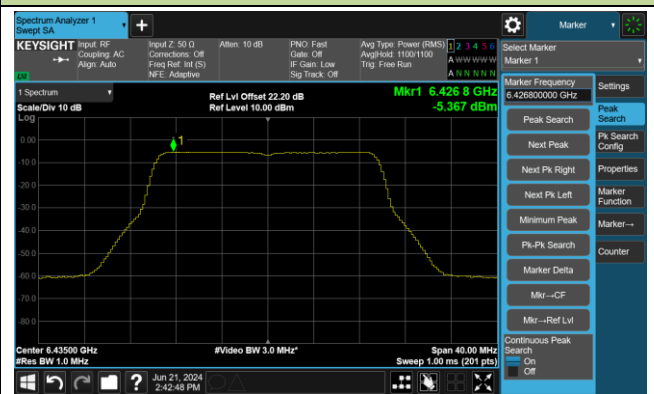 Spectrum Analyzer 1
Swept SA
Marker
KEYSIGHT
Input: RF
Coupling: AC
Align: Auto
Input Z: 50 Ω
Corrections: Off
Freq Ref: Int (S)
NFE: Adaptive
Atten: 10 dB
PNO: Fast
Gate: Off
IF Gain: Low
Sig Track: Off
Avg Type: Power (RMS)
Avg|Hold: 1100/1100
Trig: Free Run
1 2 3 4 5 6
A W W W W W
A N N N N N
LXI
Select Marker
Marker 1
1 Spectrum
Scale/Div 10 dB
Log
Ref Lvl Offset 22.20 dB
Ref Level 10.00 dBm
Mkr1 6.426 8 GHz
-5.367 dBm
1
0.00
-10.0
-20.0
-30.0
-40.0
-50.0
-60.0
-70.0
-80.0
Center 6.43500 GHz
#Res BW 1.0 MHz
#Video BW 3.0 MHz*
Span 40.00 MHz
Sweep 1.00 ms (201 pts)
Marker Frequency
6.426800000 GHz
Peak Search
Next Peak
Next Pk Right
Next Pk Left
Minimum Peak
Pk-Pk Search
Marker Delta
Mkr→CF
Mkr→Ref Lvl
Continuous Peak
Search
On
Off
Settings
Peak
Search
Pk Search
Config
Properties
Marker
Function
Marker→
Counter
?
Jun 21, 2024
2:42:48 PM